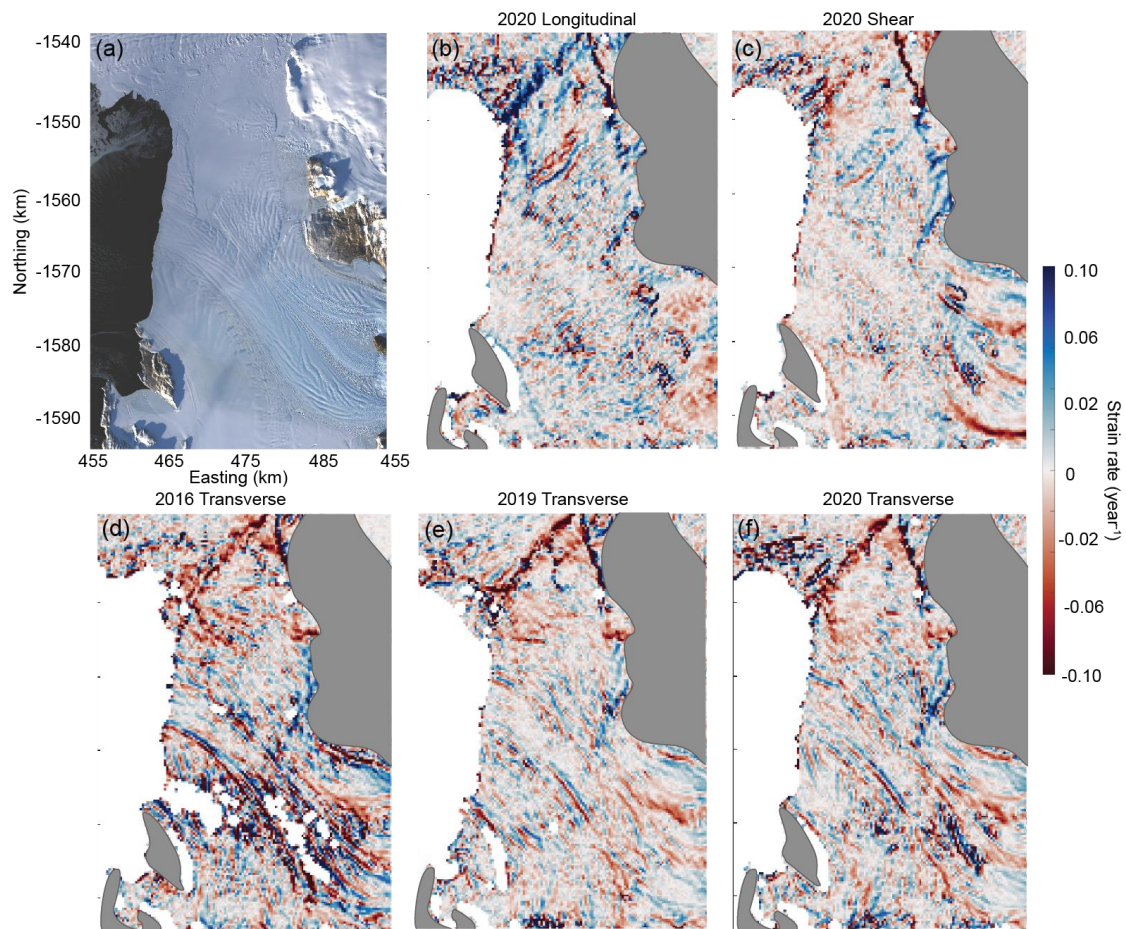 2020 Longitudinal
2020 Shear
(a)
(b)
(c)
-1540
-1550
-1560
-1570
-1580
-1590
Northing (km)
455
465
475
485
455
Easting (km)
2016 Transverse
2019 Transverse
2020 Transverse
(d)
(e)
(f)
0.10
0.06
0.02
0
-0.02
-0.06
-0.10
Strain rate (year⁻¹)